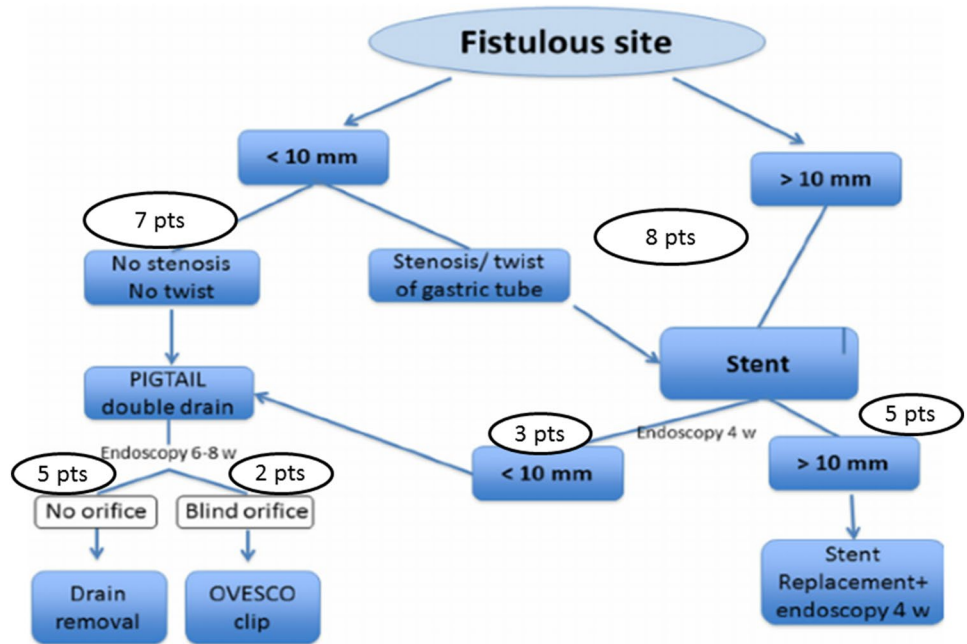 Fistulous site
< 10 mm
> 10 mm
7 pts
8 pts
No stenosis
No twist
Stenosis/ twist
of gastric tube
Stent
PIGTAIL
double drain
5 pts
3 pts
Endoscopy 4 w
Endoscopy 6-8 w
< 10 mm
> 10 mm
5 pts
2 pts
No orifice
Blind orifice
Drain
removal
OVESCO
clip
Stent
Replacement+
endoscopy 4 w